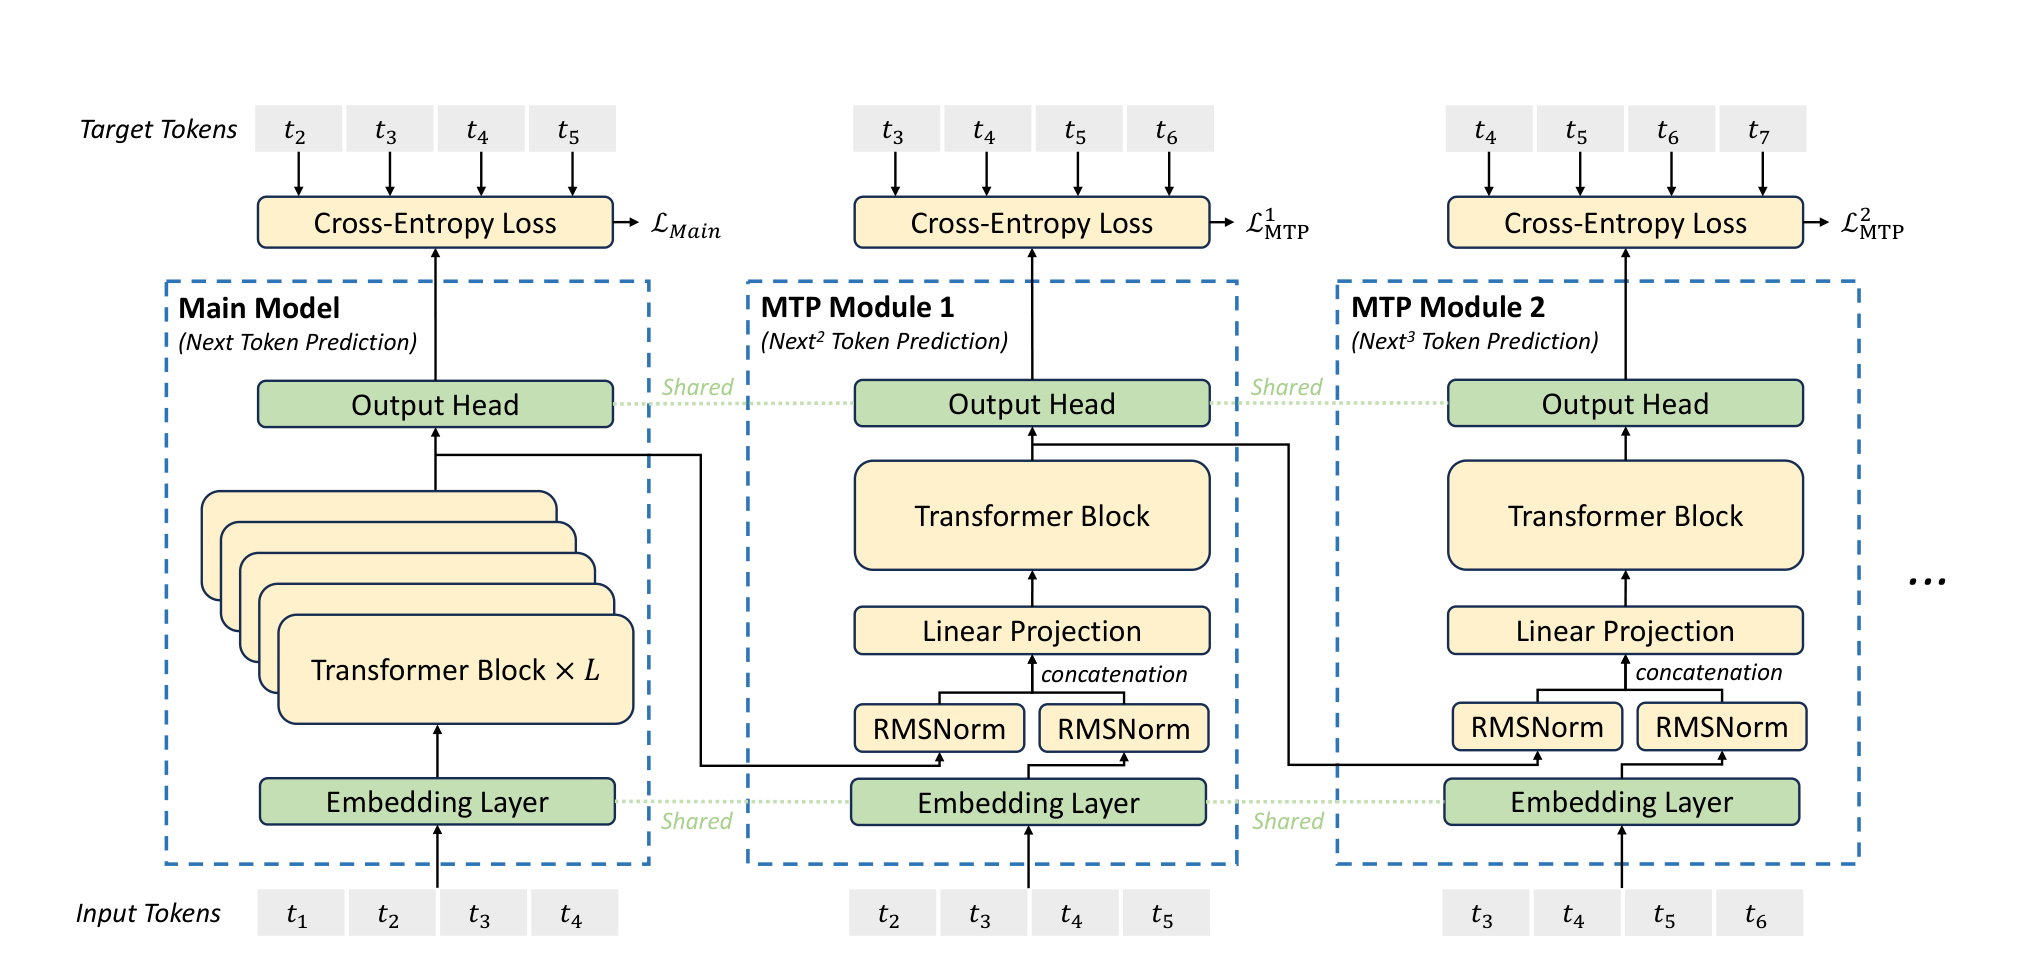 Target Tokens t₂ t₃ t₄ t₅ t₃ t₄ t₅ t₆ t₄ t₅ t₆ t₇
Cross-Entropy Loss ℒ_Main Cross-Entropy Loss ℒ¹_MTP Cross-Entropy Loss ℒ²_MTP
Main Model MTP Module 1 MTP Module 2
(Next Token Prediction) (Next² Token Prediction) (Next³ Token Prediction)
Shared Shared
Output Head Output Head Output Head
Transformer Block Transformer Block
...
Linear Projection Linear Projection
Transformer Block × L concatenation concatenation
RMSNorm RMSNorm RMSNorm RMSNorm
Embedding Layer Embedding Layer Embedding Layer
Shared Shared
Input Tokens t₁ t₂ t₃ t₄ t₂ t₃ t₄ t₅ t₃ t₄ t₅ t₆